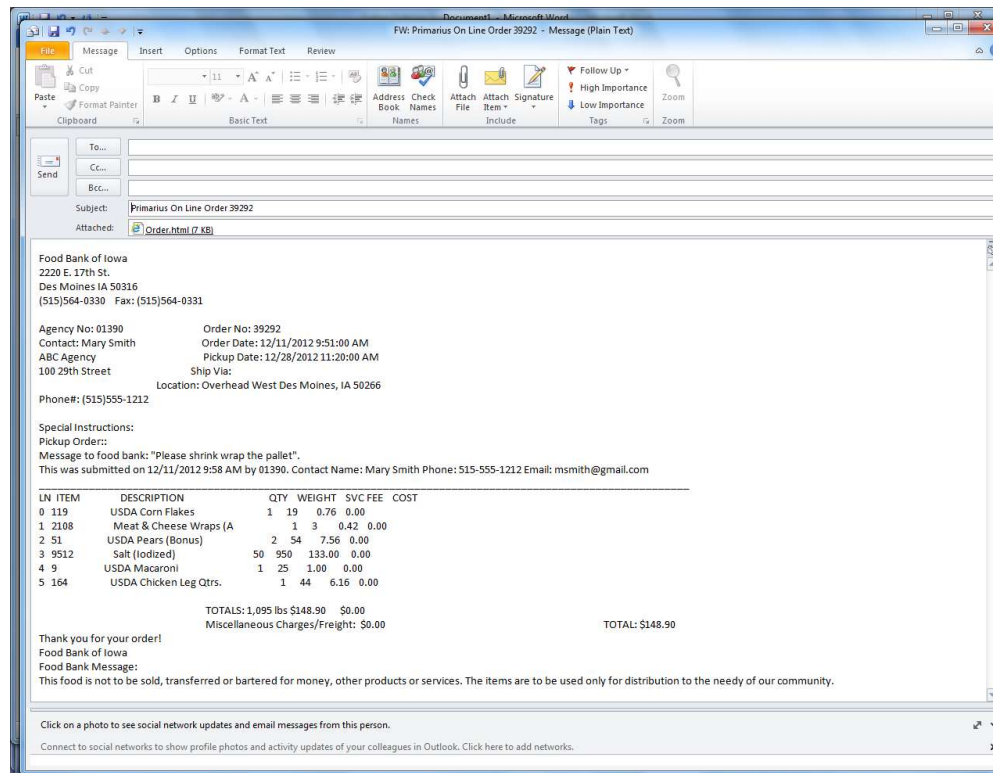 Document1 - Microsoft Word
FW: Primarius On Line Order 39292 - Message (Plain Text)
File Message Insert Options Format Text Review
Paste
Cut
Copy
Format Painter
Clipboard
11
B I U
Basic Text
Address Book
Check Names
Names
Attach File
Attach Item
Signature
Include
Follow Up
High Importance
Low Importance
Tags
Zoom
Zoom
Send
To...
Cc...
Bcc...
Subject: Primarius On Line Order 39292
Attached: Order.html (7 KB)
Food Bank of Iowa
2220 E. 17th St.
Des Moines IA 50316
(515)564-0330 Fax: (515)564-0331
Agency No: 01390 Order No: 39292
Contact: Mary Smith Order Date: 12/11/2012 9:51:00 AM
ABC Agency Pickup Date: 12/28/2012 11:20:00 AM
100 29th Street Ship Via:
Location: Overhead West Des Moines, IA 50266
Phone#: (515)555-1212
Special Instructions:
Pickup Order::
Message to food bank: "Please shrink wrap the pallet".
This was submitted on 12/11/2012 9:58 AM by 01390. Contact Name: Mary Smith Phone: 515-555-1212 Email: msmith@gmail.com
LN ITEM DESCRIPTION QTY WEIGHT SVC FEE COST
0 119 USDA Corn Flakes 1 19 0.76 0.00
1 2108 Meat & Cheese Wraps (A 1 3 0.42 0.00
2 51 USDA Pears (Bonus) 2 54 7.56 0.00
3 9512 Salt (Iodized) 50 950 133.00 0.00
4 9 USDA Macaroni 1 25 1.00 0.00
5 164 USDA Chicken Leg Qtrs. 1 44 6.16 0.00
TOTALS: 1,095 lbs $148.90 $0.00
Miscellaneous Charges/Freight: $0.00 TOTAL: $148.90
Thank you for your order!
Food Bank of Iowa
Food Bank Message:
This food is not to be sold, transferred or bartered for money, other products or services. The items are to be used only for distribution to the needy of our community.
Click on a photo to see social network updates and email messages from this person.
Connect to social networks to show profile photos and activity updates of your colleagues in Outlook. Click here to add networks.